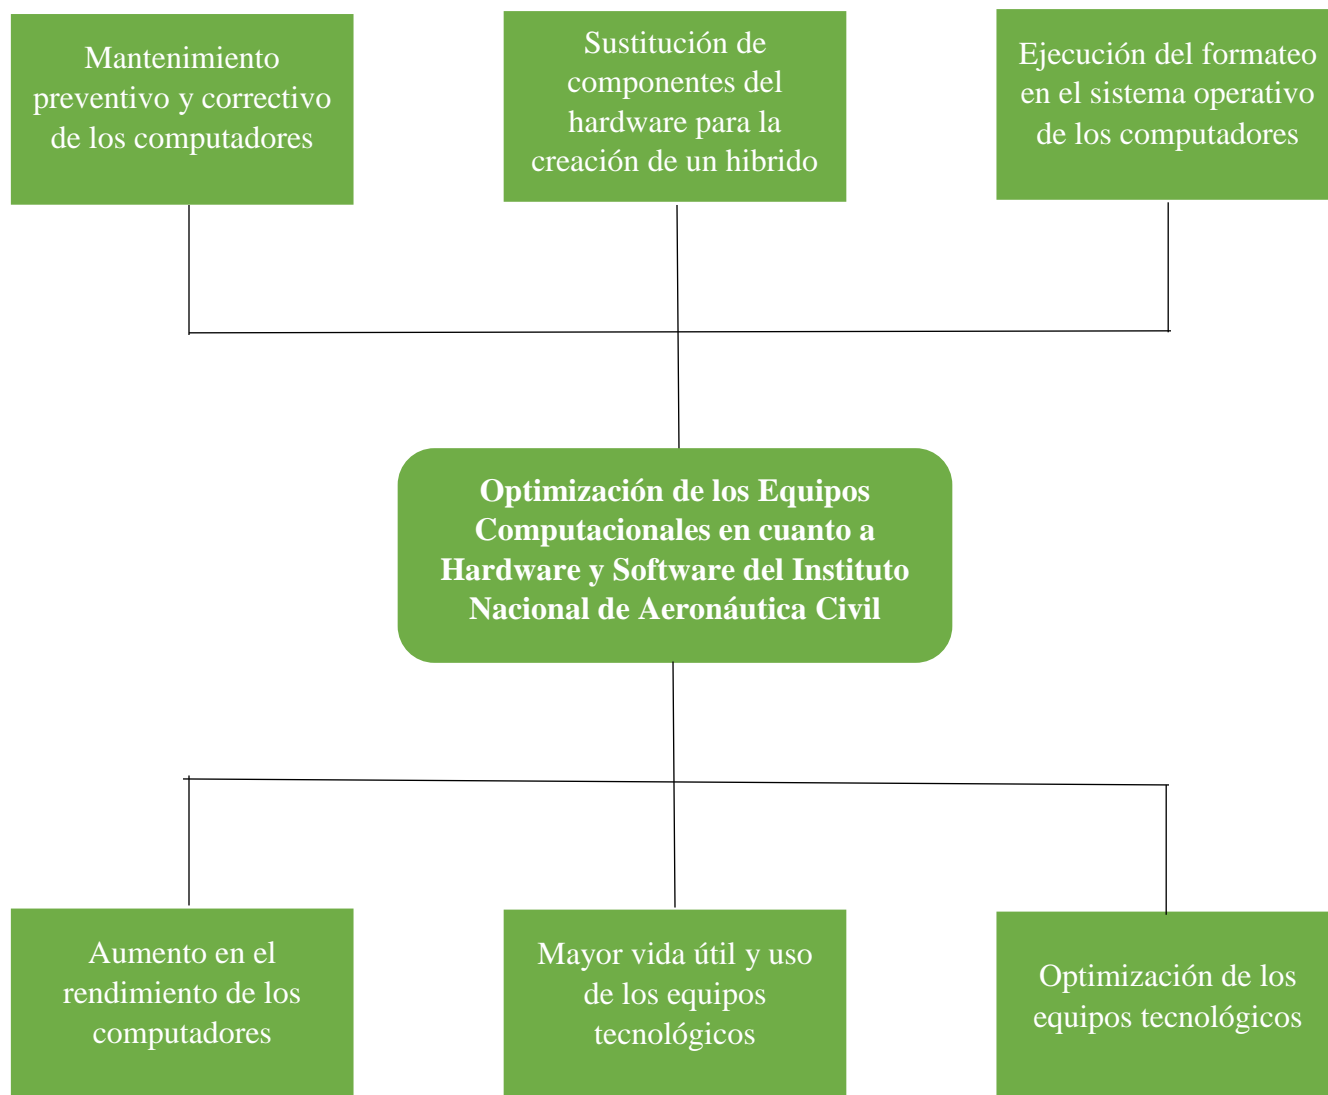 Mantenimiento
preventivo y correctivo
de los computadores
Sustitución de
componentes del
hardware para la
creación de un hibrido
Ejecución del formateo
en el sistema operativo
de los computadores
Optimización de los Equipos
Computacionales en cuanto a
Hardware y Software del Instituto
Nacional de Aeronáutica Civil
Aumento en el
rendimiento de los
computadores
Mayor vida útil y uso
de los equipos
tecnológicos
Optimización de los
equipos tecnológicos